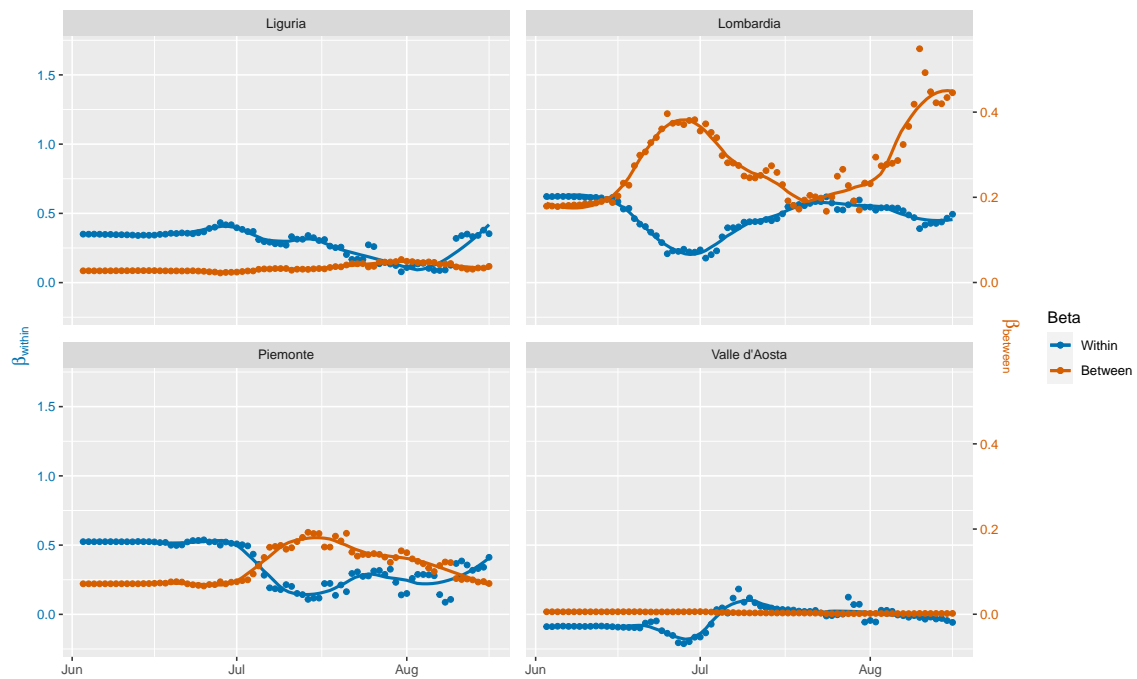 Liguria
Lombardia
1.5
1.0
0.5
0.0
0.4
0.2
0.0
βwithin
βbetween
Piemonte
Valle d'Aosta
1.5
1.0
0.5
0.0
0.4
0.2
0.0
Jun
Jul
Aug
Jun
Jul
Aug
Beta
Within
Between